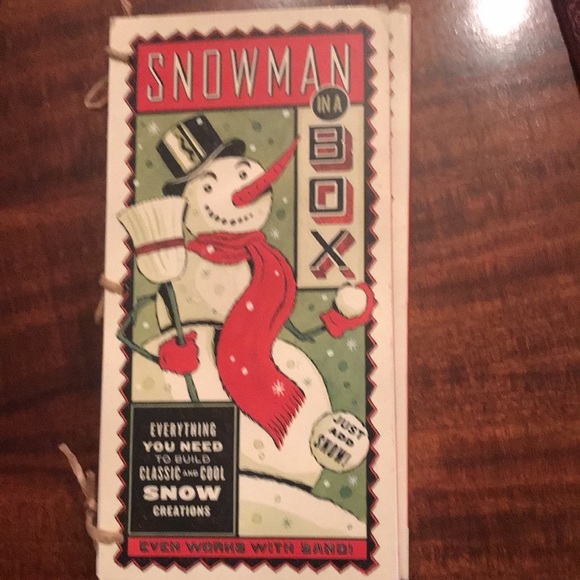 SNOWMAN
IN A
BOX
JUST
ADD
SNOW!
EVERYTHING
YOU NEED
TO BUILD
CLASSIC AND COOL
SNOW
CREATIONS
EVEN WORKS WITH SAND!